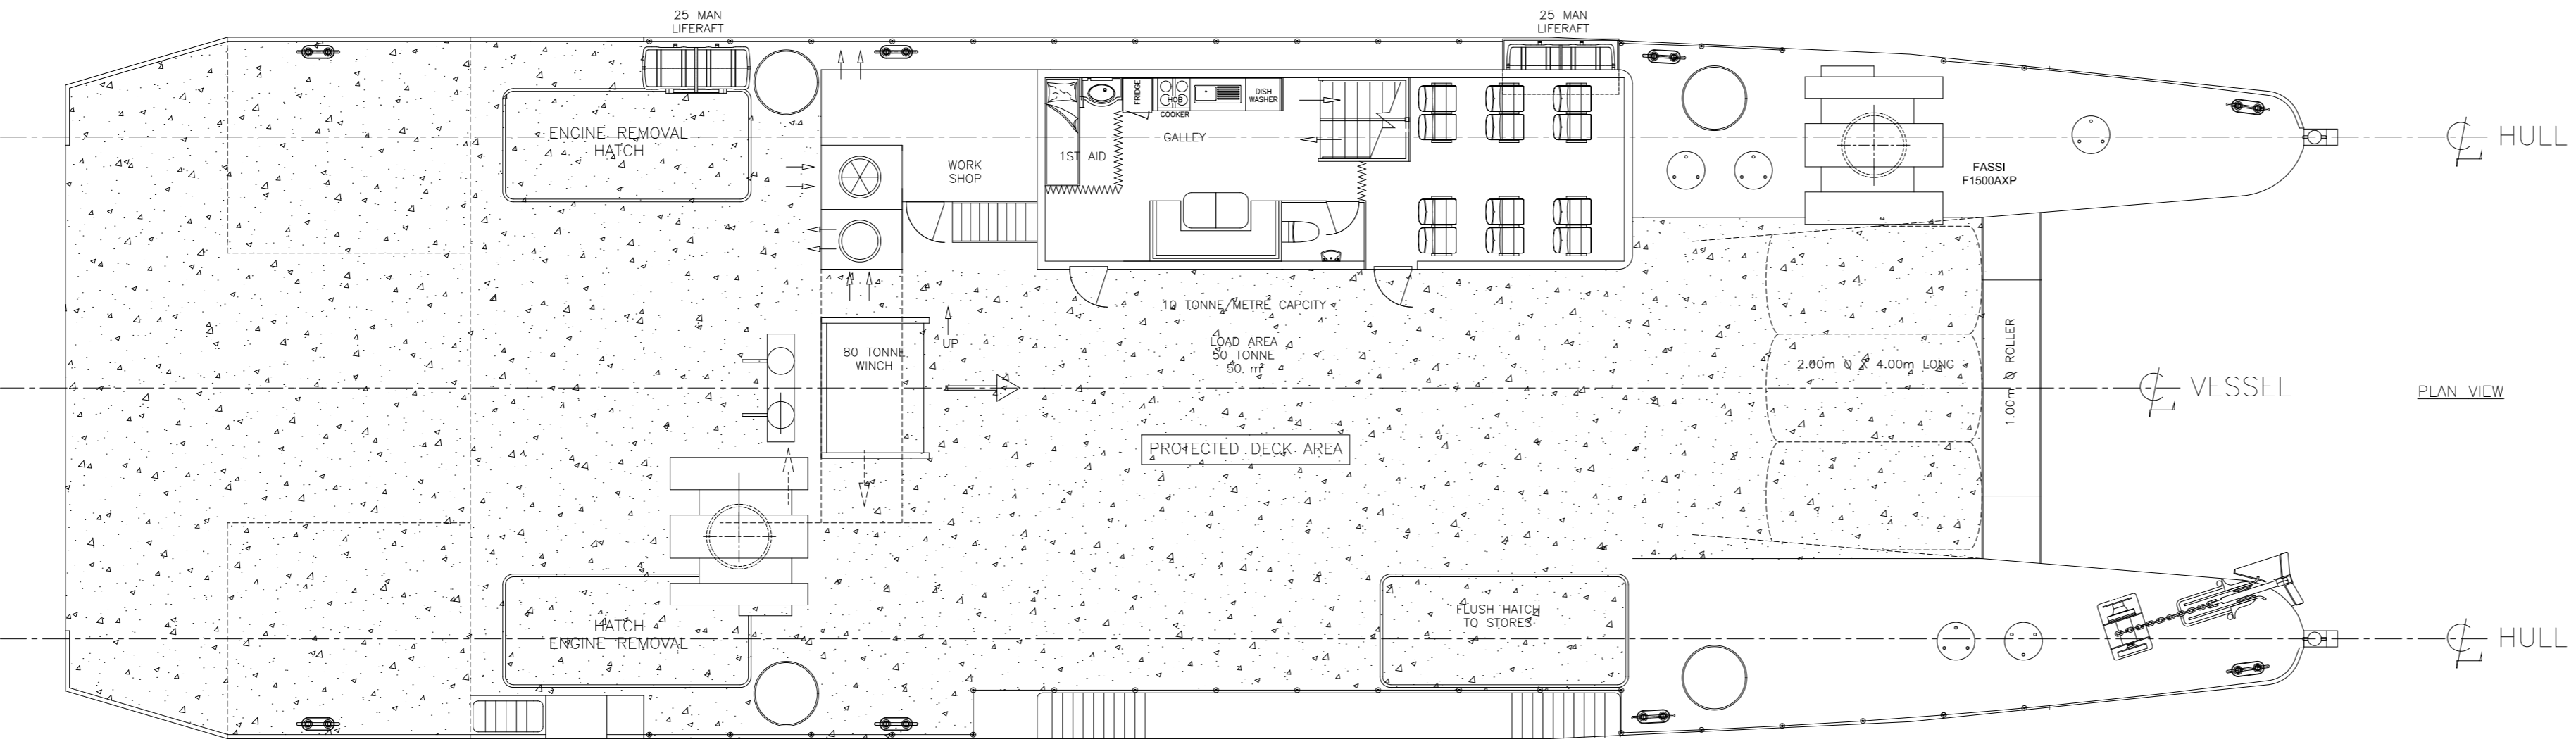 25 MAN
LIFERAFT
25 MAN
LIFERAFT
ENGINE REMOVAL
HATCH
WORK
SHOP
1ST AID
FRIDGE
HOB
COOKER
DISH
WASHER
GALLEY
FASSI
F1500AXP
℄ HULL
10 TONNE/METRE² CAPCITY
UP
80 TONNE
WINCH
LOAD AREA
50 TONNE
50. m²
2.00m Ø X 4.00m LONG
1.00m Ø ROLLER
℄ VESSEL
PLAN VIEW
PROTECTED DECK AREA
HATCH
ENGINE REMOVAL
FLUSH HATCH
TO STORES
℄ HULL